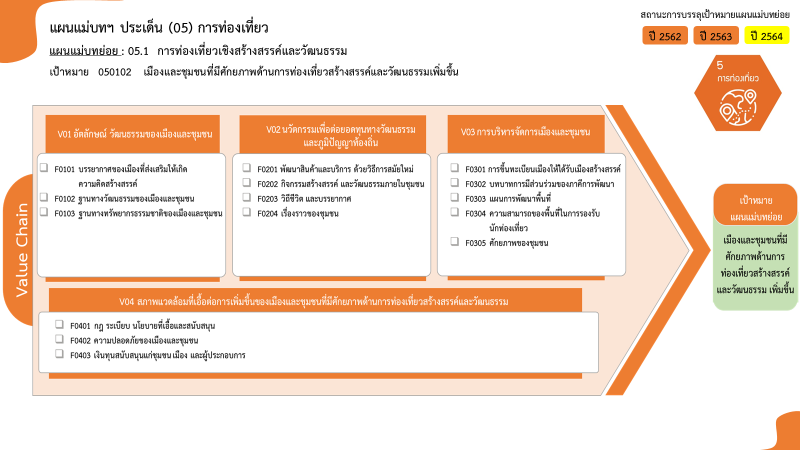 แผนแม่บทฯ ประเด็น (05) การท่องเที่ยว
แผนแม่บทย่อย : 05.1 การท่องเที่ยวเชิงสร้างสรรค์และวัฒนธรรม
เป้าหมาย 050102 เมืองและชุมชนที่มีศักยภาพด้านการท่องเที่ยวสร้างสรรค์และวัฒนธรรมเพิ่มขึ้น
สถานะการบรรลุเป้าหมายแผนแม่บทย่อย
ปี 2562 ปี 2563 ปี 2564
5
การท่องเที่ยว
Value Chain
V01 อัตลักษณ์ วัฒนธรรมของเมืองและชุมชน
F0101 บรรยากาศของเมืองที่ส่งเสริมให้เกิด
ความคิดสร้างสรรค์
F0102 ฐานทางวัฒนธรรมของเมืองและชุมชน
F0103 ฐานทางทรัพยากรธรรมชาติของเมืองและชุมชน
V02 นวัตกรรมเพื่อต่อยอดทุนทางวัฒนธรรม
และภูมิปัญญาท้องถิ่น
F0201 พัฒนาสินค้าและบริการ ด้วยวิธีการสมัยใหม่
F0202 กิจกรรมสร้างสรรค์ และวัฒนธรรมภายในชุมชน
F0203 วิถีชีวิต และบรรยากาศ
F0204 เรื่องราวของชุมชน
V03 การบริหารจัดการเมืองและชุมชน
F0301 การขึ้นทะเบียนเมืองให้ได้รับเมืองสร้างสรรค์
F0302 บทบาทการมีส่วนร่วมของภาคีการพัฒนา
F0303 แผนการพัฒนาพื้นที่
F0304 ความสามารถของพื้นที่ในการรองรับ
นักท่องเที่ยว
F0305 ศักยภาพของชุมชน
V04 สภาพแวดล้อมที่เอื้อต่อการเพิ่มขึ้นของเมืองและชุมชนที่มีศักยภาพด้านการท่องเที่ยวสร้างสรรค์และวัฒนธรรม
F0401 กฎ ระเบียบ นโยบายที่เอื้อและสนับสนุน
F0402 ความปลอดภัยของเมืองและชุมชน
F0403 เงินทุนสนับสนุนแก่ชุมชน เมือง และผู้ประกอบการ
เป้าหมาย
แผนแม่บทย่อย
เมืองและชุมชนที่มี
ศักยภาพด้านการ
ท่องเที่ยวสร้างสรรค์
และวัฒนธรรม เพิ่มขึ้น